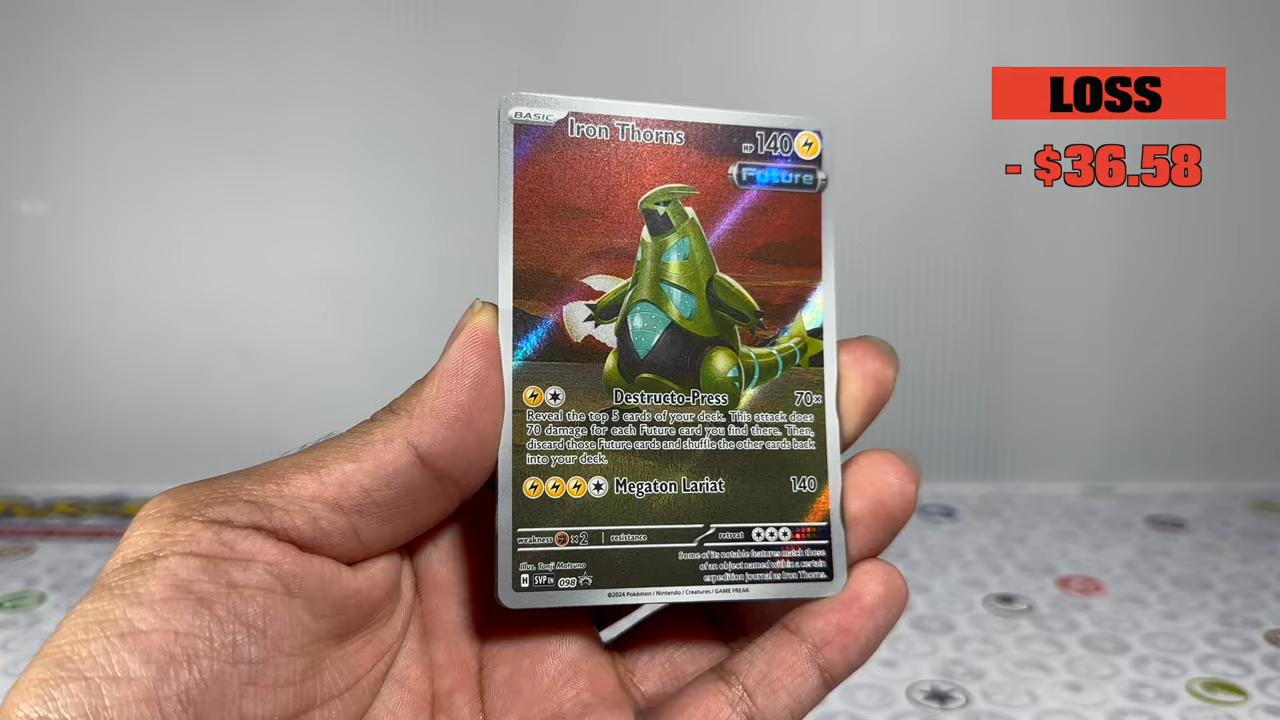 LOSS
- $36.58
BASIC
Iron Thorns
HP 140
Future
Destructo-Press 70×
Reveal the top 5 cards of your deck. This attack does
70 damage for each Future card you find there. Then,
discard those Future cards and shuffle the other cards back
into your deck.
Megaton Lariat 140
weakness ×2 resistance retreat
Some of its notable features match those
of an object named within a certain
expedition journal as Iron Thorns.
Illus. Tonji Matsuno
H SVP EN 098
©2024 Pokémon / Nintendo / Creatures / GAME FREAK